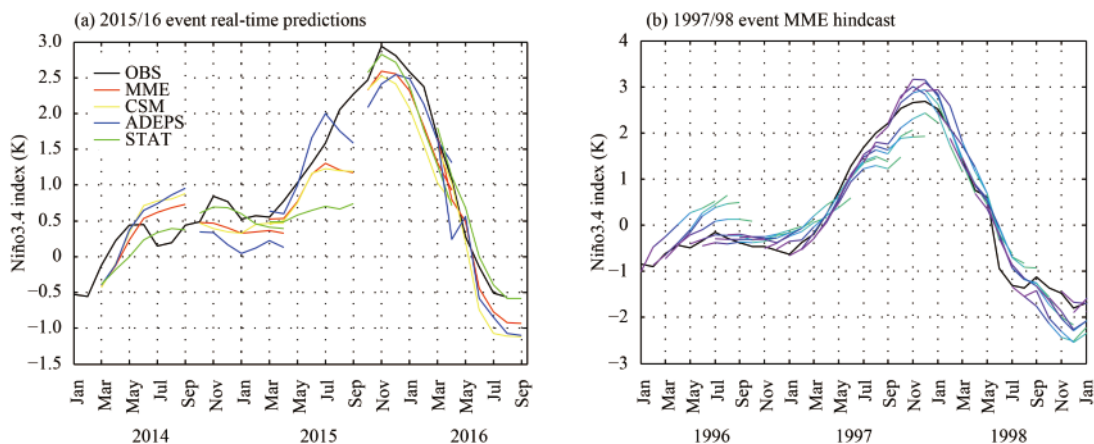 (a) 2015/16 event real-time predictions
Niño3.4 index (K)
3.0
2.5
2.0
1.5
1.0
0.5
0
−0.5
−1.0
−1.5
OBS
MME
CSM
ADEPS
STAT
Jan Mar May Jul Sep Nov Jan Mar May Jul Sep Nov Jan Mar May Jul Sep
2014 2015 2016
(b) 1997/98 event MME hindcast
Niño3.4 index (K)
4
3
2
1
0
−1
−2
−3
Jan Mar May Jul Sep Nov Jan Mar May Jul Sep Nov Jan Mar May Jul Sep Nov Jan
1996 1997 1998